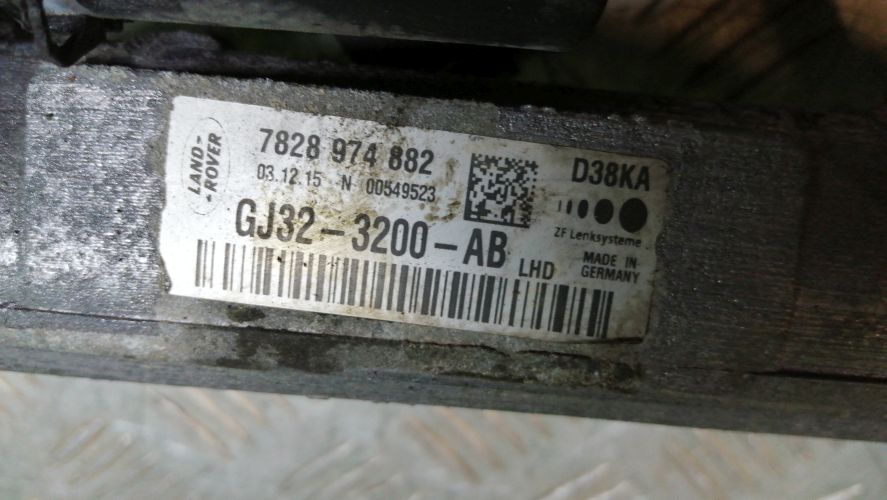 LAND-
-ROVER
7828 974 882
03.12.15 N 00549523
GJ32-3200-AB
LHD
D38KA
ZF Lenksysteme
MADE IN
GERMANY